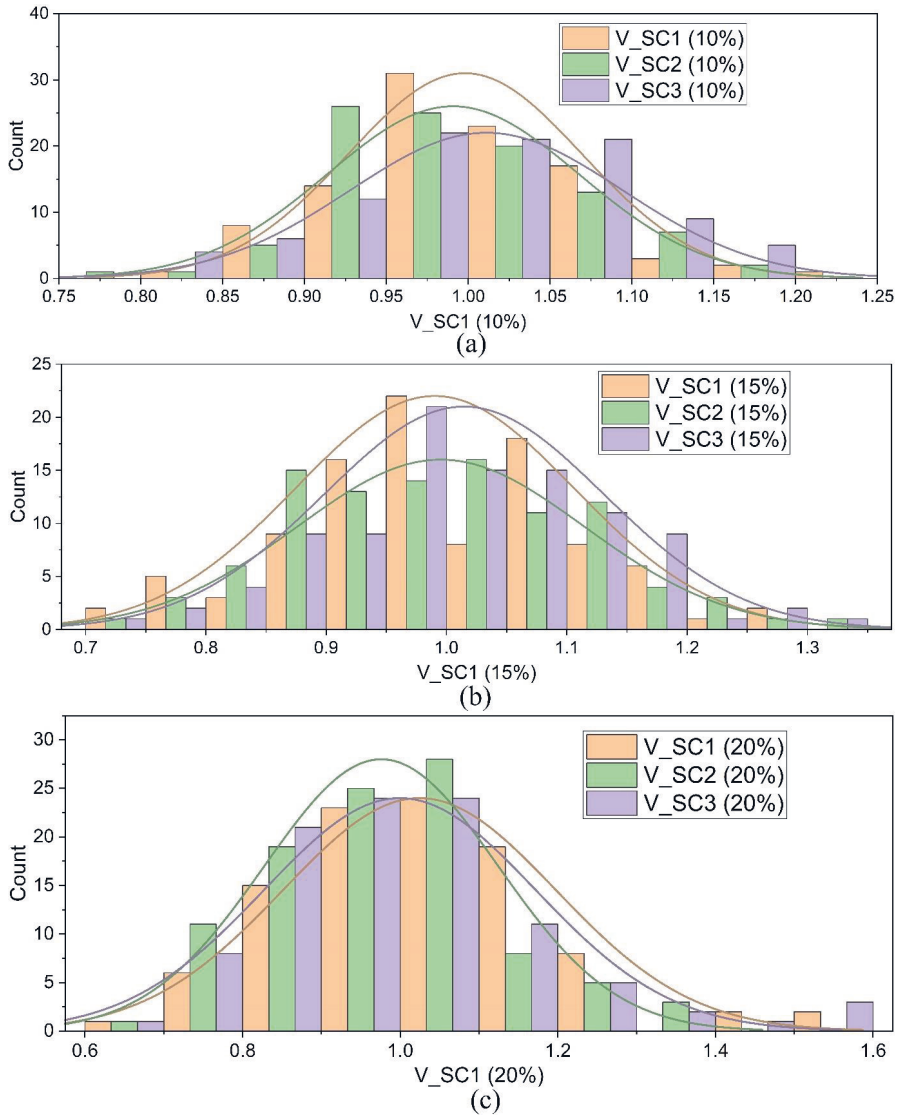 40
30
20
10
0
Count
V_SC1 (10%)
V_SC2 (10%)
V_SC3 (10%)
0.75 0.80 0.85 0.90 0.95 1.00 1.05 1.10 1.15 1.20 1.25
V_SC1 (10%)
(a)
25
20
15
10
5
0
Count
V_SC1 (15%)
V_SC2 (15%)
V_SC3 (15%)
0.7 0.8 0.9 1.0 1.1 1.2 1.3
V_SC1 (15%)
(b)
30
25
20
15
10
5
0
Count
V_SC1 (20%)
V_SC2 (20%)
V_SC3 (20%)
0.6 0.8 1.0 1.2 1.4 1.6
V_SC1 (20%)
(c)